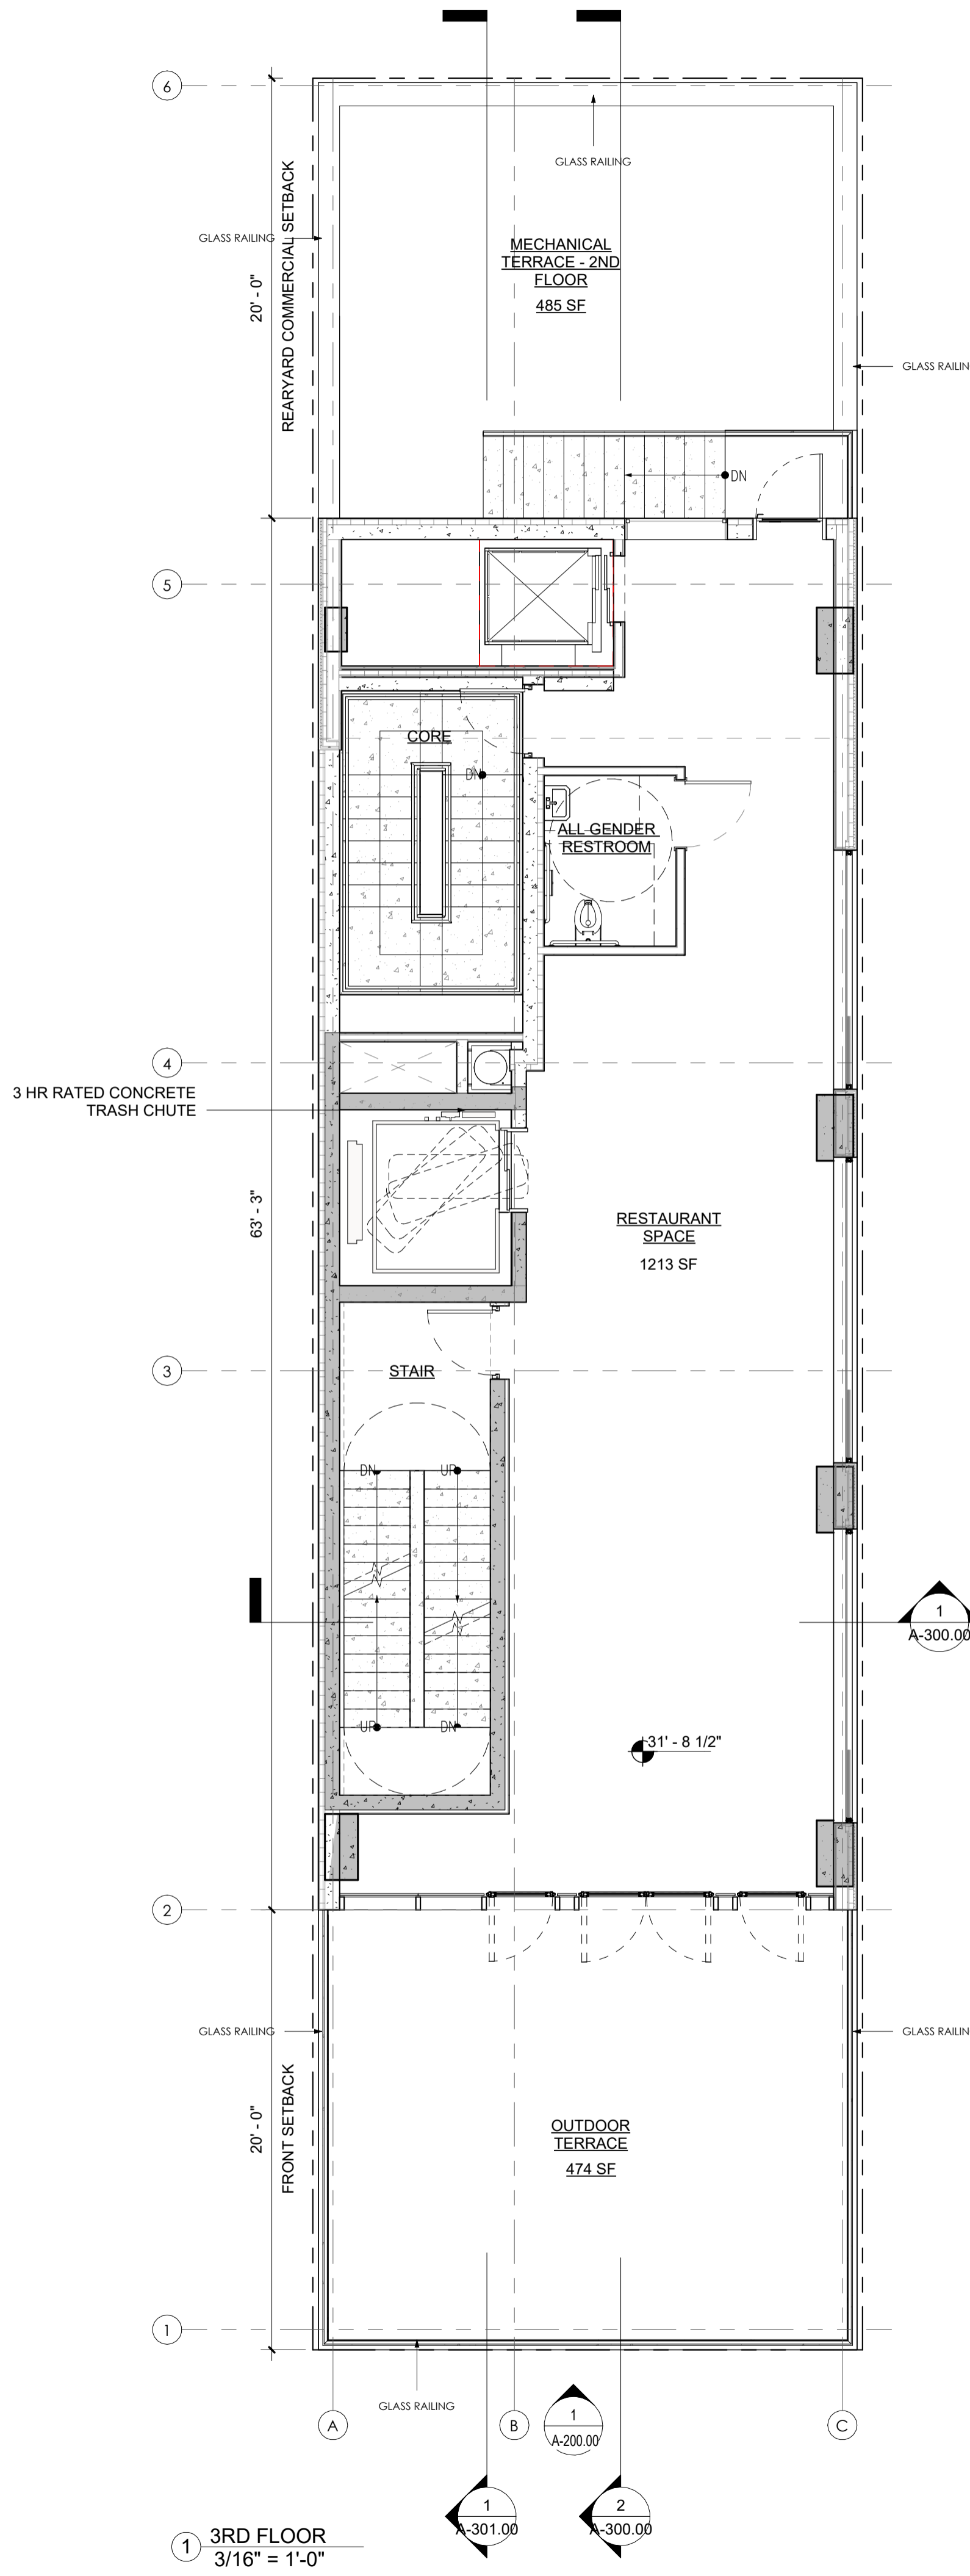 6
GLASS RAILING
REARYARD COMMERCIAL SETBACK
20' - 0"
GLASS RAILING
MECHANICAL
TERRACE - 2ND
FLOOR
485 SF
GLASS RAILIN
DN
5
CORE
DN
ALL GENDER
RESTROOM
4
3 HR RATED CONCRETE
TRASH CHUTE
63' - 3"
RESTAURANT
SPACE
1213 SF
3
STAIR
DN
UP
1
A-300.00
UP
DN
31' - 8 1/2"
2
GLASS RAILING
GLASS RAILIN
20' - 0"
FRONT SETBACK
OUTDOOR
TERRACE
474 SF
1
GLASS RAILING
A
B
C
1
A-200.00
1
A-301.00
2
A-300.00
1
3RD FLOOR
3/16" = 1'-0"